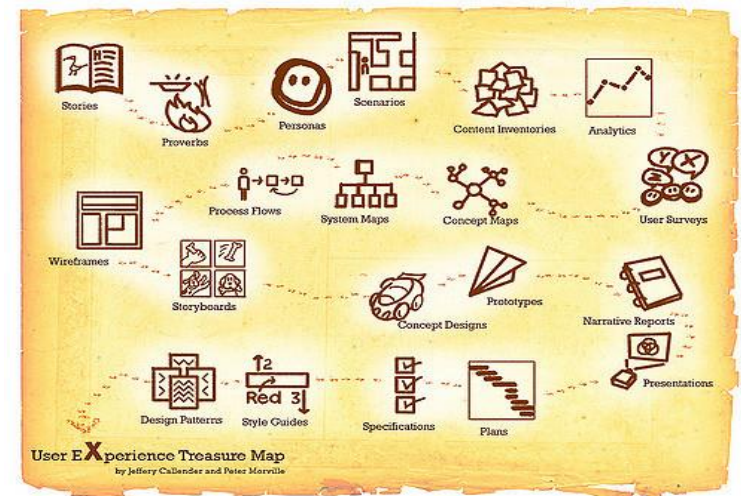 Stories
Proverbs
Personas
Scenarios
Content Inventories
Analytics
Y X
Z
User Surveys
Concept Maps
System Maps
Process Flows
Wireframes
Storyboards
Concept Designs
Prototypes
Narrative Reports
Presentations
Plans
Specifications
2
Red 3
Style Guides
Design Patterns
User EXperience Treasure Map
by Jeffery Callender and Peter Morville